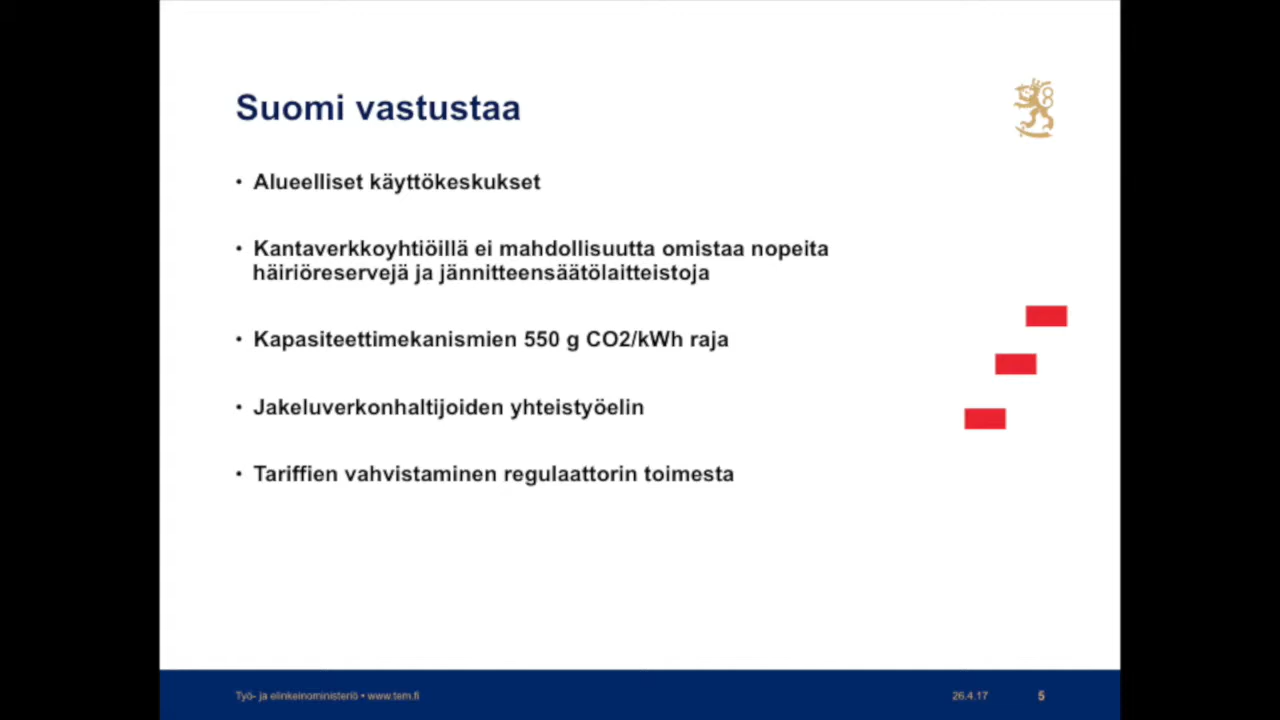 Suomi vastustaa
• Alueelliset käyttökeskukset
• Kantaverkkoyhtiöillä ei mahdollisuutta omistaa nopeita
häiriöreservejä ja jännitteensäätölaitteistoja
• Kapasiteettimekanismien 550 g CO2/kWh raja
• Jakeluverkonhaltijoiden yhteistyöelin
• Tariffien vahvistaminen regulaattorin toimesta
Työ- ja elinkeinoministeriö • www.tem.fi 26.4.17 5